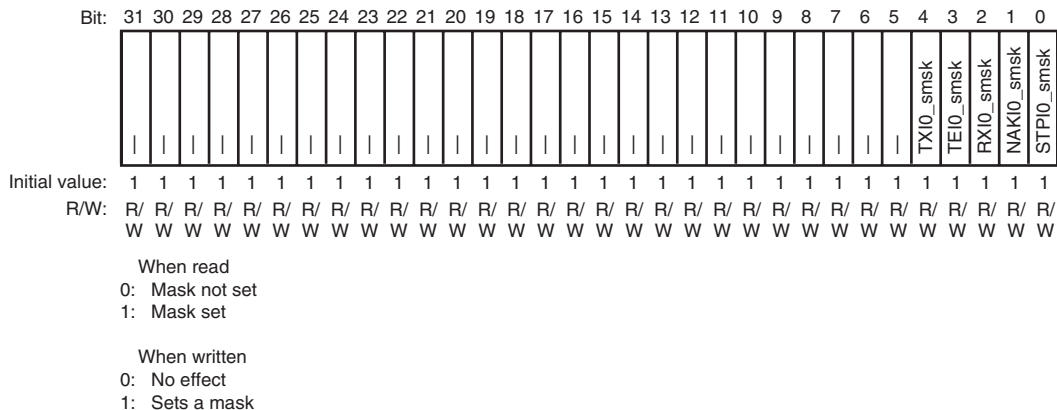 Bit: 31 30 29 28 27 26 25 24 23 22 21 20 19 18 17 16 15 14 13 12 11 10 9 8 7 6 5 4 3 2 1 0
— — — — — — — — — — — — — — — — — — — — — — — — — — — TXI0_smsk TEI0_smsk RXI0_smsk NAKI0_smsk STPI0_smsk
Initial value: 1 1 1 1 1 1 1 1 1 1 1 1 1 1 1 1 1 1 1 1 1 1 1 1 1 1 1 1 1 1 1 1
R/W: R/ R/ R/ R/ R/ R/ R/ R/ R/ R/ R/ R/ R/ R/ R/ R/ R/ R/ R/ R/ R/ R/ R/ R/ R/ R/ R/ R/ R/ R/ R/ R/
W W W W W W W W W W W W W W W W W W W W W W W W W W W W W W W W
When read
0: Mask not set
1: Mask set
When written
0: No effect
1: Sets a mask